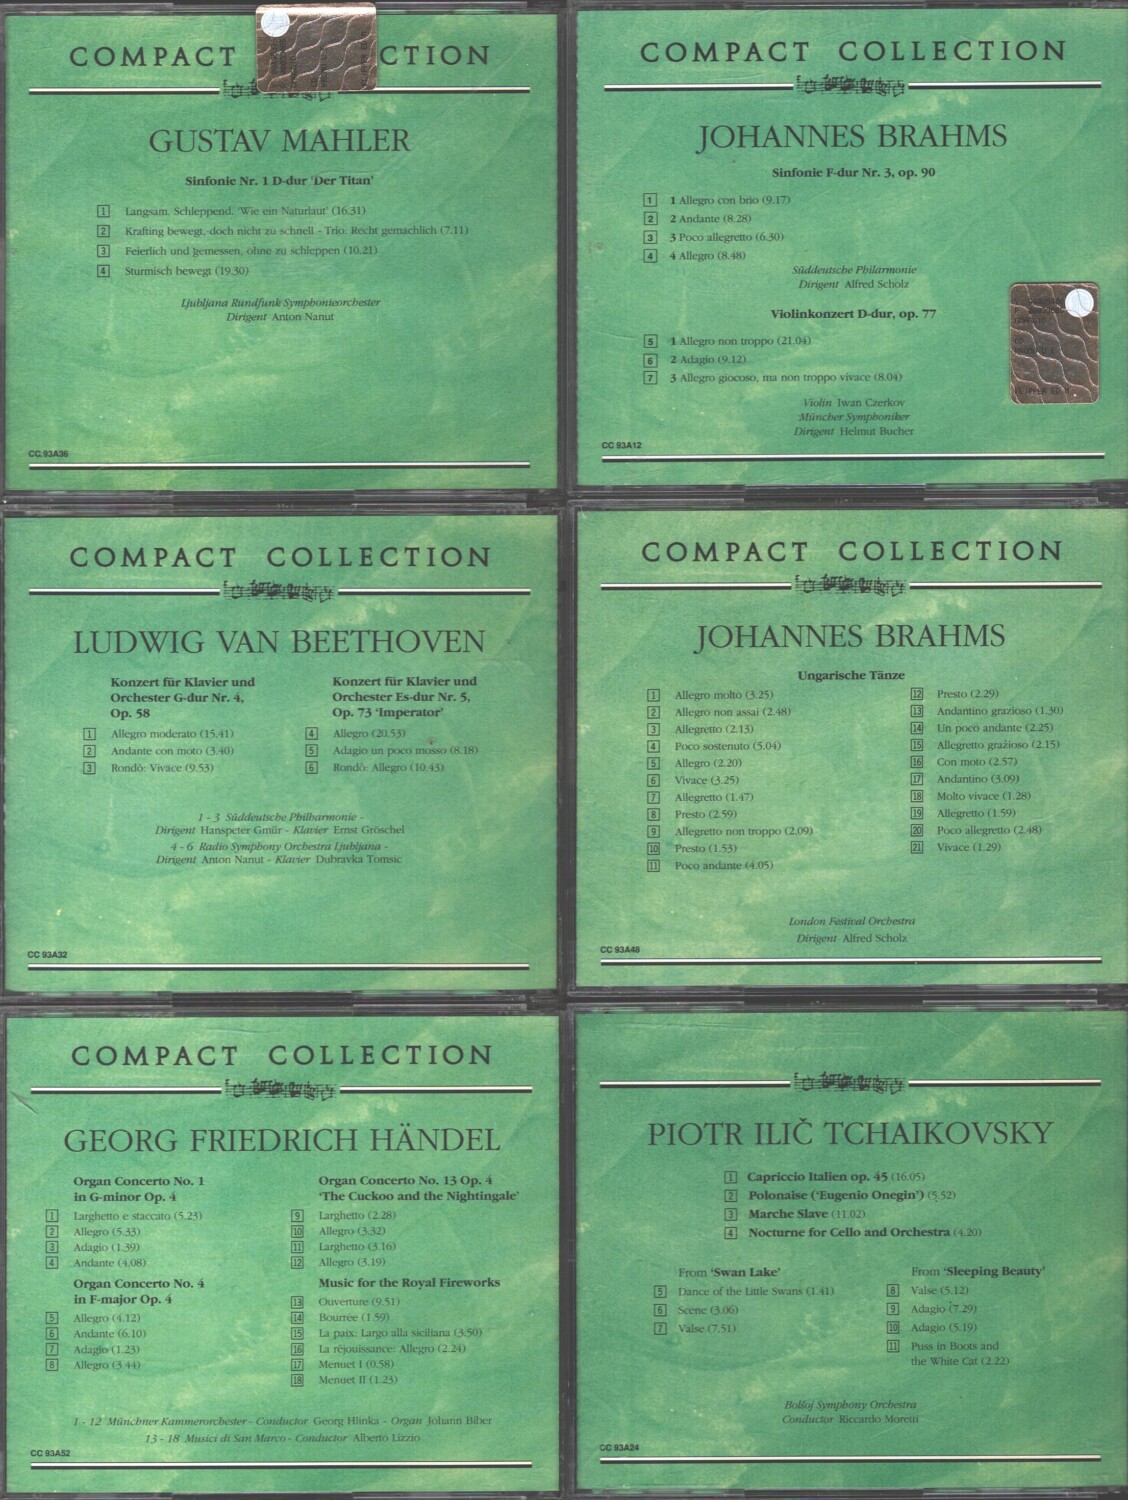 COMPACT CTION
GUSTAV MAHLER
Sinfonie Nr. 1 D-dur 'Der Titan'
1 Langsam. Schleppend. 'Wie ein Naturlaut' (16.31)
2 Krafting bewegt, doch nicht zu schnell - Trio: Recht gemachlich (7.11)
3 Feierlich und gemessen, ohne zu schleppen (10.21)
4 Sturmisch bewegt (19.30)
Ljubljana Rundfunk Symphonieorchester
Dirigent Anton Nanut
CC 93A36
COMPACT COLLECTION
JOHANNES BRAHMS
Sinfonie F-dur Nr. 3, op. 90
1 1 Allegro con brio (9.17)
2 2 Andante (8.28)
3 3 Poco allegretto (6.30)
4 4 Allegro (8.48)
Süddeutsche Philarmonie
Dirigent Alfred Scholz
Violinkonzert D-dur, op. 77
5 1 Allegro non troppo (21.04)
6 2 Adagio (9.12)
7 3 Allegro giocoso, ma non troppo vivace (8.04)
Violin Iwan Czerkov
Müncher Symphoniker
Dirigent Helmut Bucher
CC 93A12
COMPACT COLLECTION
LUDWIG VAN BEETHOVEN
Konzert für Klavier und
Orchester G-dur Nr. 4,
Op. 58
1 Allegro moderato (15.41)
2 Andante con moto (3.40)
3 Rondò: Vivace (9.53)
Konzert für Klavier und
Orchester Es-dur Nr. 5,
Op. 73 'Imperator'
4 Allegro (20.53)
5 Adagio un poco mosso (8.18)
6 Rondò: Allegro (10.43)
1 - 3 Süddeutsche Philharmonie -
Dirigent Hanspeter Gmür - Klavier Ernst Gröschel
4 - 6 Radio Symphony Orchestra Ljubljana -
Dirigent Anton Nanut - Klavier Dubravka Tomsic
CC 93A32
COMPACT COLLECTION
JOHANNES BRAHMS
Ungarische Tänze
1 Allegro molto (3.25)
2 Allegro non assai (2.48)
3 Allegretto (2.13)
4 Poco sostenuto (5.04)
5 Allegro (2.20)
6 Vivace (3.25)
7 Allegretto (1.47)
8 Presto (2.59)
9 Allegretto non troppo (2.09)
10 Presto (1.53)
11 Poco andante (4.05)
12 Presto (2.29)
13 Andantino grazioso (1.30)
14 Un poco andante (2.25)
15 Allegretto grazioso (2.15)
16 Con moto (2.57)
17 Andantino (3.09)
18 Molto vivace (1.28)
19 Allegretto (1.59)
20 Poco allegretto (2.48)
21 Vivace (1.29)
London Festival Orchestra
Dirigent Alfred Scholz
CC 93A48
COMPACT COLLECTION
GEORG FRIEDRICH HÄNDEL
Organ Concerto No. 1
in G-minor Op. 4
1 Larghetto e staccato (5.23)
2 Allegro (5.33)
3 Adagio (1.39)
4 Andante (4.08)
Organ Concerto No. 4
in F-major Op. 4
5 Allegro (4.12)
6 Andante (6.10)
7 Adagio (1.23)
8 Allegro (3.44)
Organ Concerto No. 13 Op. 4
'The Cuckoo and the Nightingale'
9 Larghetto (2.28)
10 Allegro (3.32)
11 Larghetto (3.16)
12 Allegro (3.19)
Music for the Royal Fireworks
13 Ouverture (9.51)
14 Bourrèe (1.59)
15 La paix: Largo alla siciliana (3.50)
16 La rèjouissance: Allegro (2.24)
17 Menuet I (0.58)
18 Menuet II (1.23)
1 - 12 Münchner Kammerorchester - Conductor Georg Hlinka - Organ Johann Biber
13 - 18 Musici di San Marco - Conductor Alberto Lizzio
CC 93A52
PIOTR ILIČ TCHAIKOVSKY
1 Capriccio Italien op. 45 (16.05)
2 Polonaise ('Eugenio Onegin') (5.52)
3 Marche Slave (11.02)
4 Nocturne for Cello and Orchestra (4.20)
From 'Swan Lake'
5 Dance of the Little Swans (1.41)
6 Scene (3.06)
7 Valse (7.51)
From 'Sleeping Beauty'
8 Valse (5.12)
9 Adagio (7.29)
10 Adagio (5.19)
11 Puss in Boots and
the White Cat (2.22)
Bolšoj Symphony Orchestra
Conductor Riccardo Moretti
CC 93A24